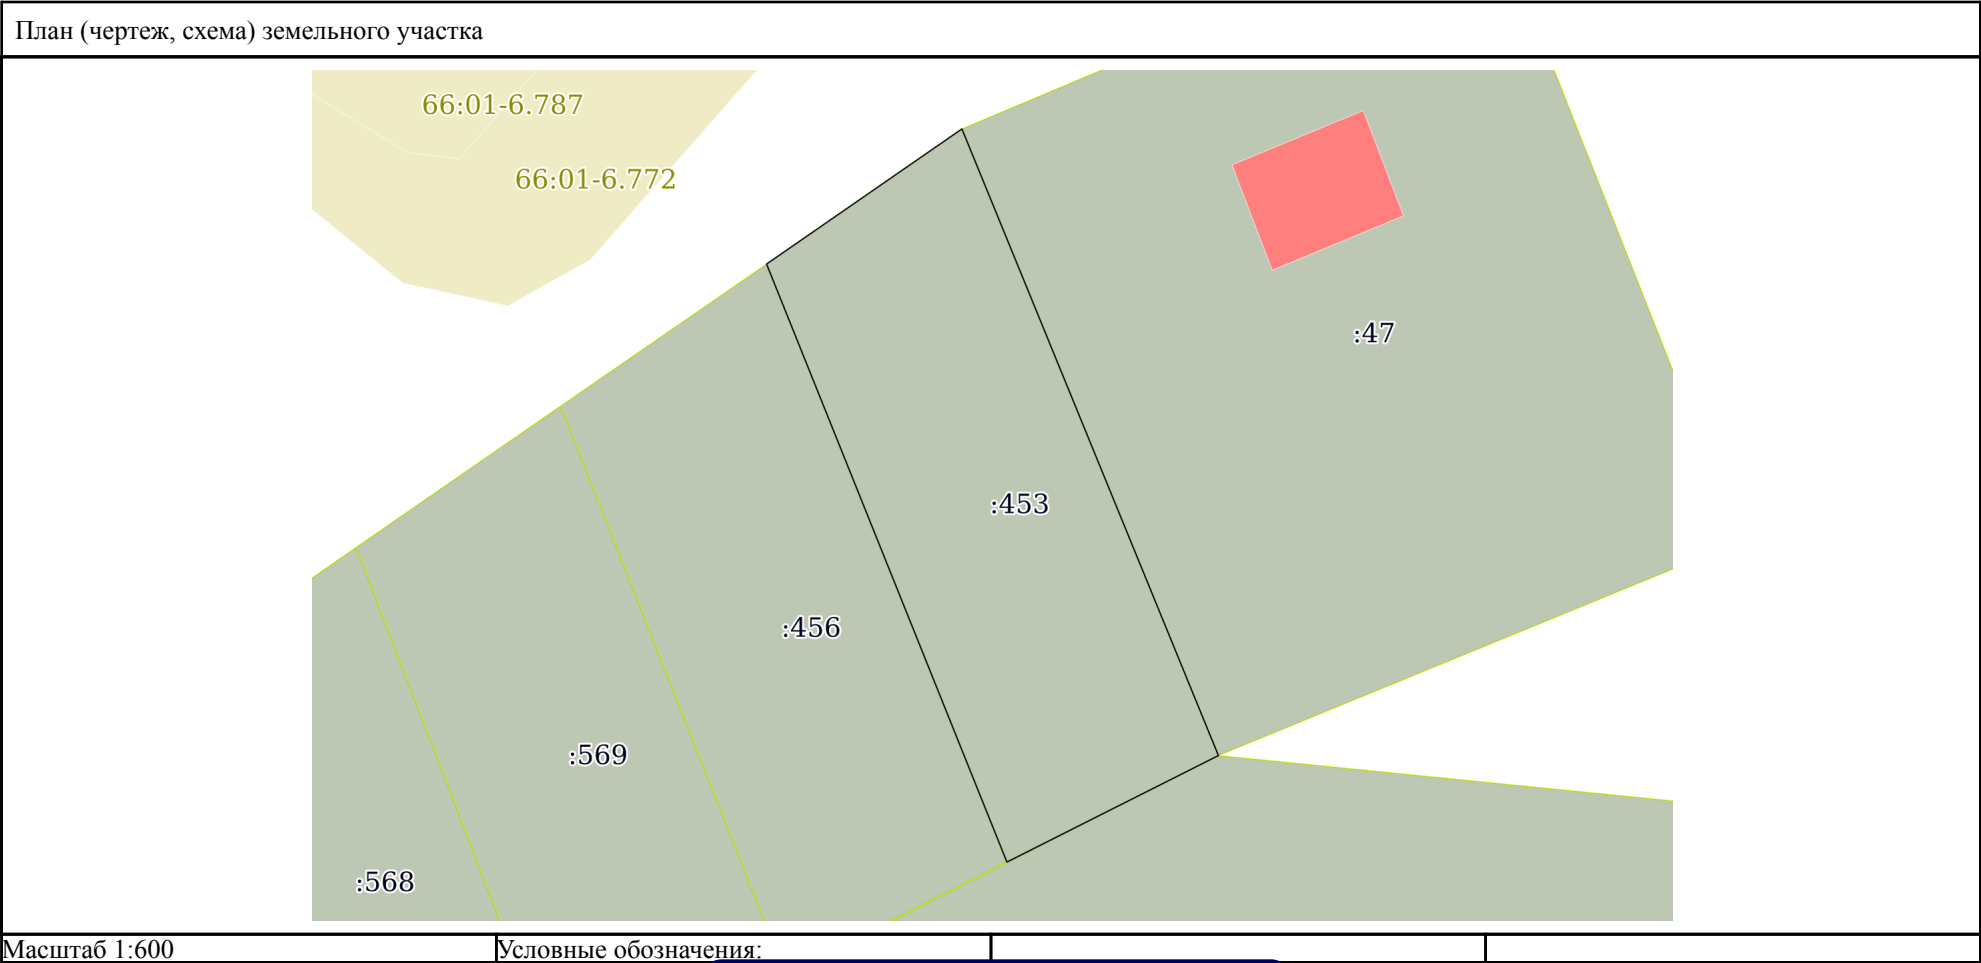 План (чертеж, схема) земельного участка
66:01-6.787
66:01-6.772
:47
:453
:456
:569
:568
Масштаб 1:600
Условные обозначения: